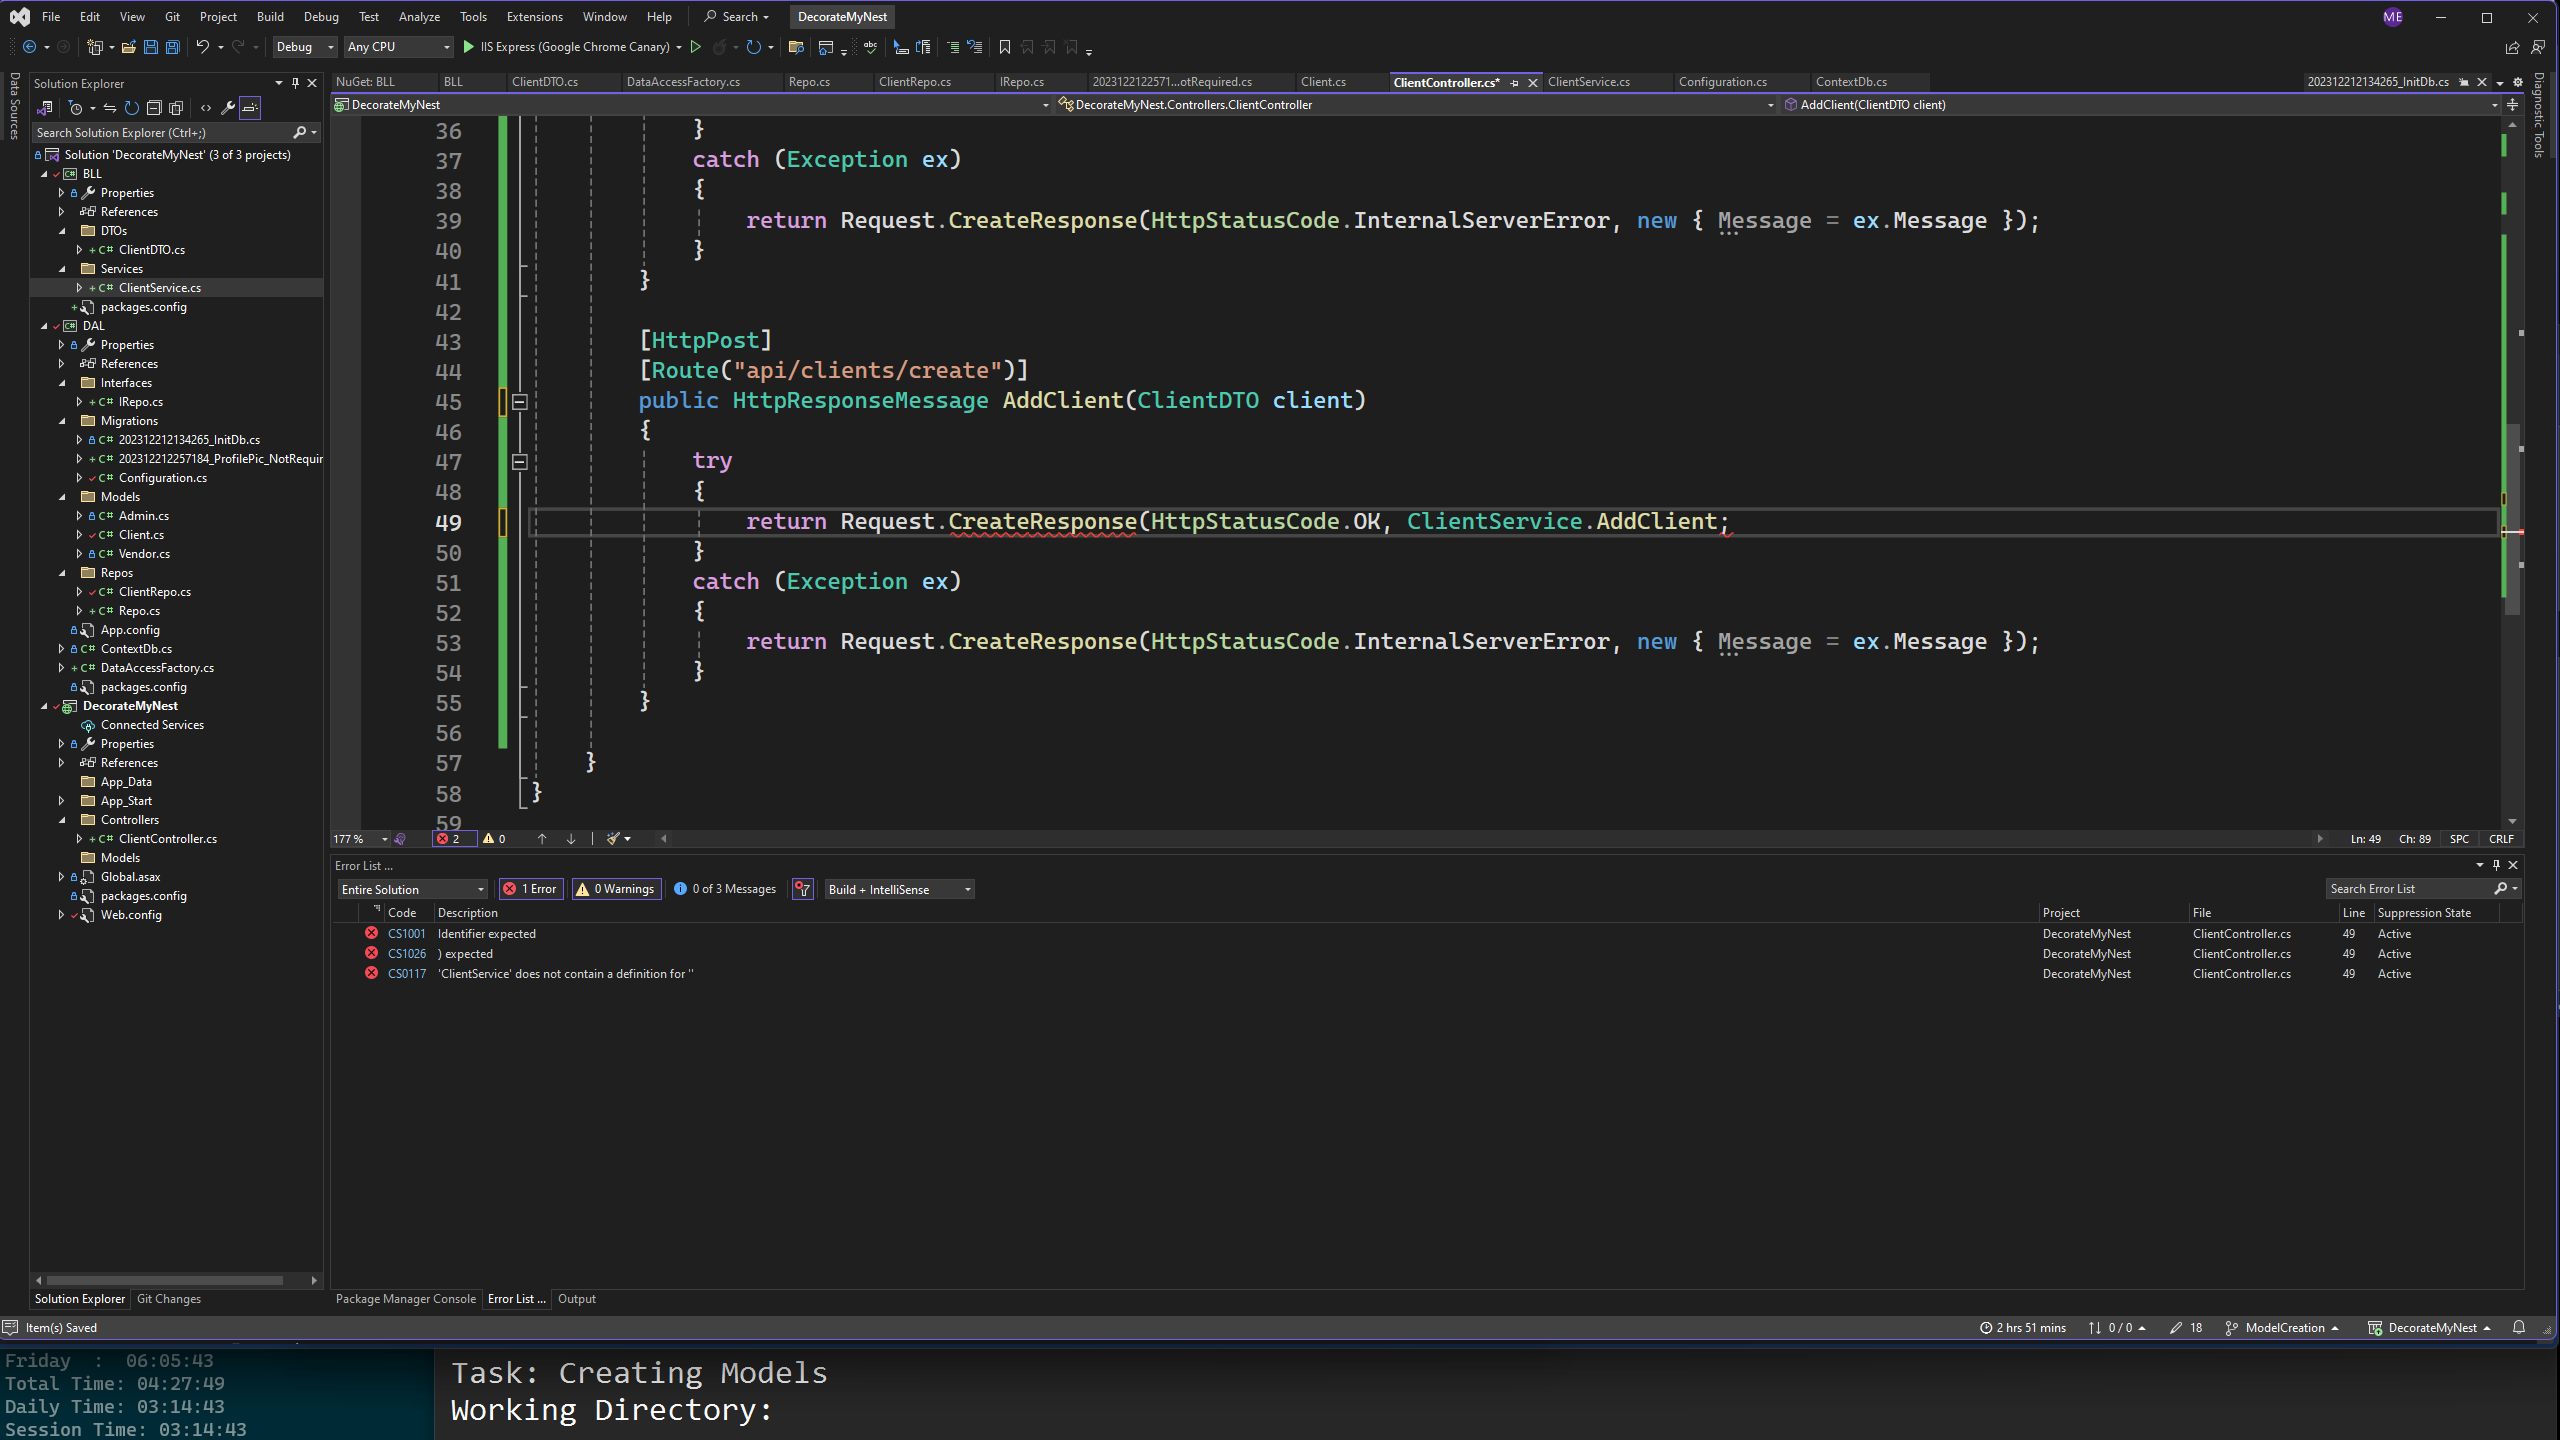 File Edit View Git Project Build Debug Test Analyze Tools Extensions Window Help Search DecorateMyNest ME
Debug Any CPU IIS Express (Google Chrome Canary)
Data Sources
Solution Explorer
Search Solution Explorer (Ctrl+;)
Solution 'DecorateMyNest' (3 of 3 projects)
BLL
Properties
References
DTOs
C# ClientDTO.cs
Services
C# ClientService.cs
packages.config
DAL
Properties
References
Interfaces
C# IRepo.cs
Migrations
C# 202312212134265_InitDb.cs
C# 202312212257184_ProfilePic_NotRequir
C# Configuration.cs
Models
C# Admin.cs
C# Client.cs
C# Vendor.cs
Repos
C# ClientRepo.cs
C# Repo.cs
App.config
C# ContextDb.cs
C# DataAccessFactory.cs
packages.config
DecorateMyNest
Connected Services
Properties
References
App_Data
App_Start
Controllers
C# ClientController.cs
Models
Global.asax
packages.config
Web.config
Solution Explorer Git Changes
NuGet: BLL BLL ClientDTO.cs DataAccessFactory.cs Repo.cs ClientRepo.cs IRepo.cs 2023122122571...otRequired.cs Client.cs ClientController.cs* ClientService.cs Configuration.cs ContextDb.cs 202312212134265_InitDb.cs
DecorateMyNest DecorateMyNest.Controllers.ClientController AddClient(ClientDTO client)
Diagnostic Tools
36 }
37 catch (Exception ex)
38 {
39 return Request.CreateResponse(HttpStatusCode.InternalServerError, new { Message = ex.Message });
40 }
41 }
42
43 [HttpPost]
44 [Route("api/clients/create")]
45 public HttpResponseMessage AddClient(ClientDTO client)
46 {
47 try
48 {
49 return Request.CreateResponse(HttpStatusCode.OK, ClientService.AddClient;
50 }
51 catch (Exception ex)
52 {
53 return Request.CreateResponse(HttpStatusCode.InternalServerError, new { Message = ex.Message });
54 }
55 }
56
57 }
58 }
59
177 % 2 0 Ln: 49 Ch: 89 SPC CRLF
Error List ...
Entire Solution 1 Error 0 Warnings 0 of 3 Messages Build + IntelliSense Search Error List
Code Description Project File Line Suppression State
CS1001 Identifier expected DecorateMyNest ClientController.cs 49 Active
CS1026 ) expected DecorateMyNest ClientController.cs 49 Active
CS0117 'ClientService' does not contain a definition for '' DecorateMyNest ClientController.cs 49 Active
Package Manager Console Error List ... Output
Item(s) Saved 2 hrs 51 mins 0 / 0 18 ModelCreation DecorateMyNest
Friday : 06:05:43
Total Time: 04:27:49
Daily Time: 03:14:43
Session Time: 03:14:43
Task: Creating Models
Working Directory: